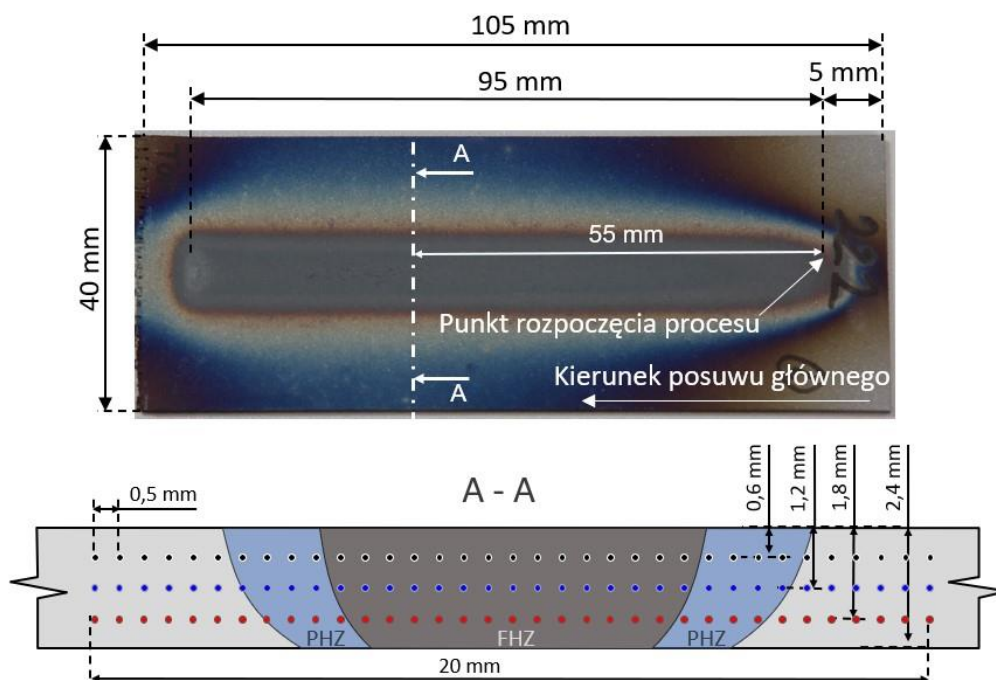 105 mm
95 mm
5 mm
40 mm
A
55 mm
222
Punkt rozpoczęcia procesu
A
Kierunek posuwu głównego
0,5 mm
A - A
0,6 mm
1,2 mm
1,8 mm
2,4 mm
PHZ
FHZ
PHZ
20 mm